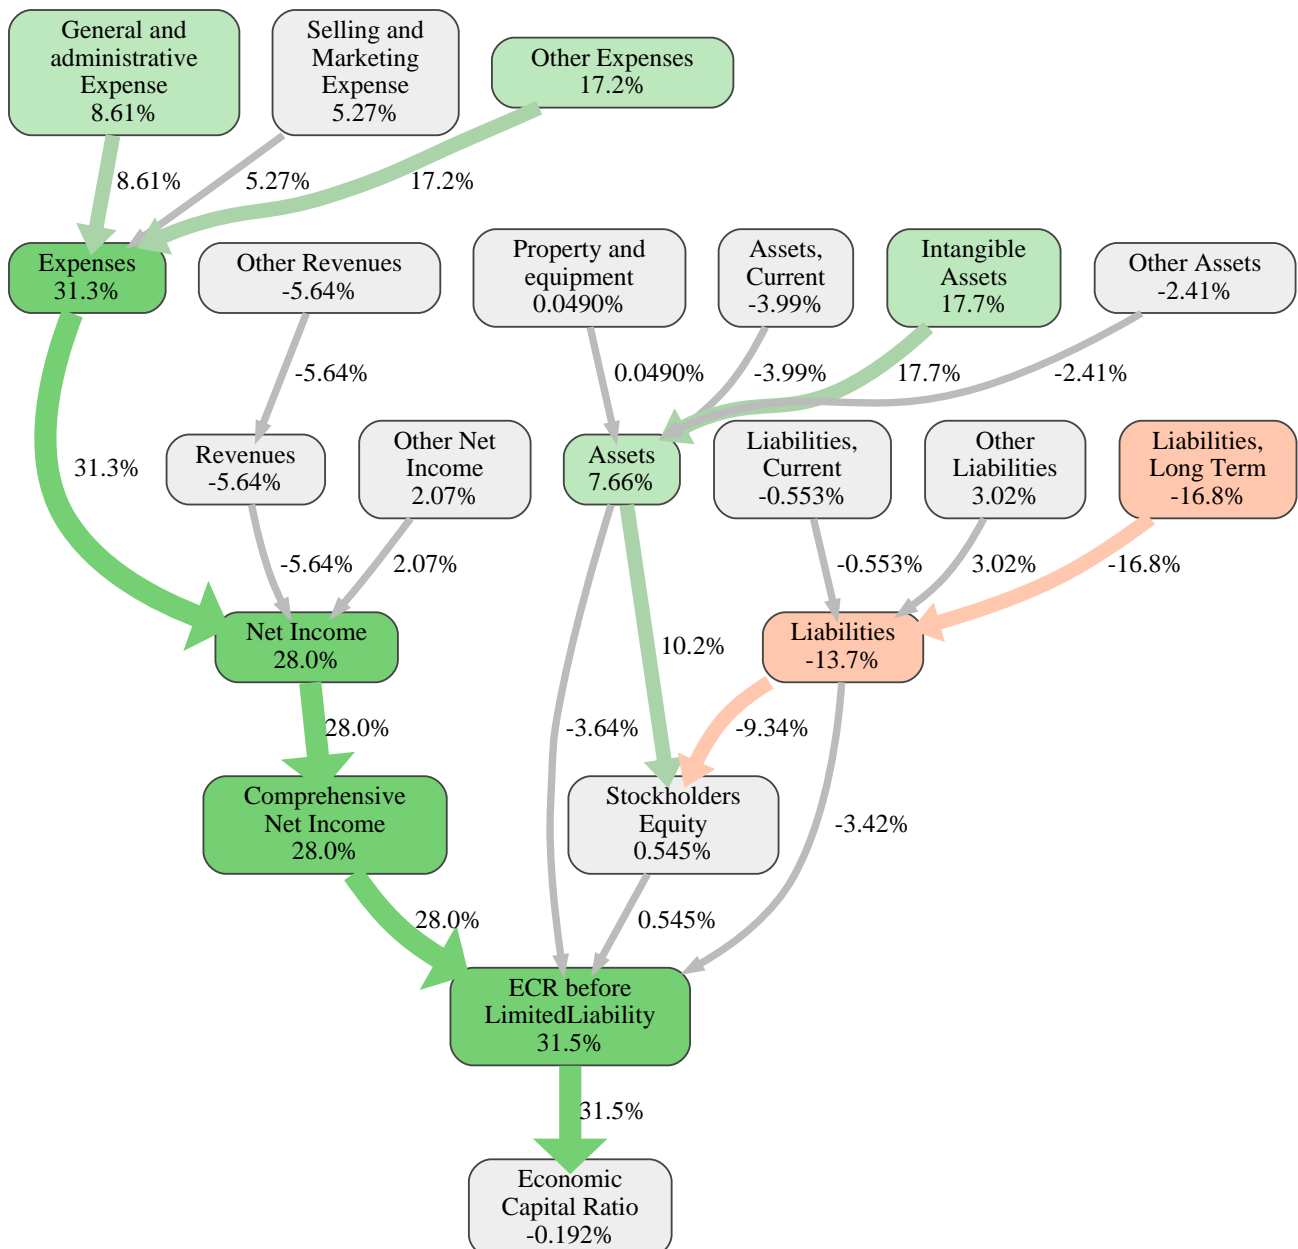 General and
administrative
Expense
8.61%
Selling and
Marketing
Expense
5.27%
Other Expenses
17.2%
8.61%
5.27%
17.2%
Expenses
31.3%
Other Revenues
-5.64%
Property and
equipment
0.0490%
Assets,
Current
-3.99%
Intangible
Assets
17.7%
Other Assets
-2.41%
-5.64%
0.0490%
-3.99%
17.7%
-2.41%
31.3%
Revenues
-5.64%
Other Net
Income
2.07%
Assets
7.66%
Liabilities,
Current
-0.553%
Other
Liabilities
3.02%
Liabilities,
Long Term
-16.8%
-5.64%
2.07%
-0.553%
3.02%
-16.8%
Net Income
28.0%
10.2%
Liabilities
-13.7%
28.0%
-3.64%
-9.34%
Comprehensive
Net Income
28.0%
Stockholders
Equity
0.545%
-3.42%
28.0%
0.545%
ECR before
LimitedLiability
31.5%
31.5%
Economic
Capital Ratio
-0.192%